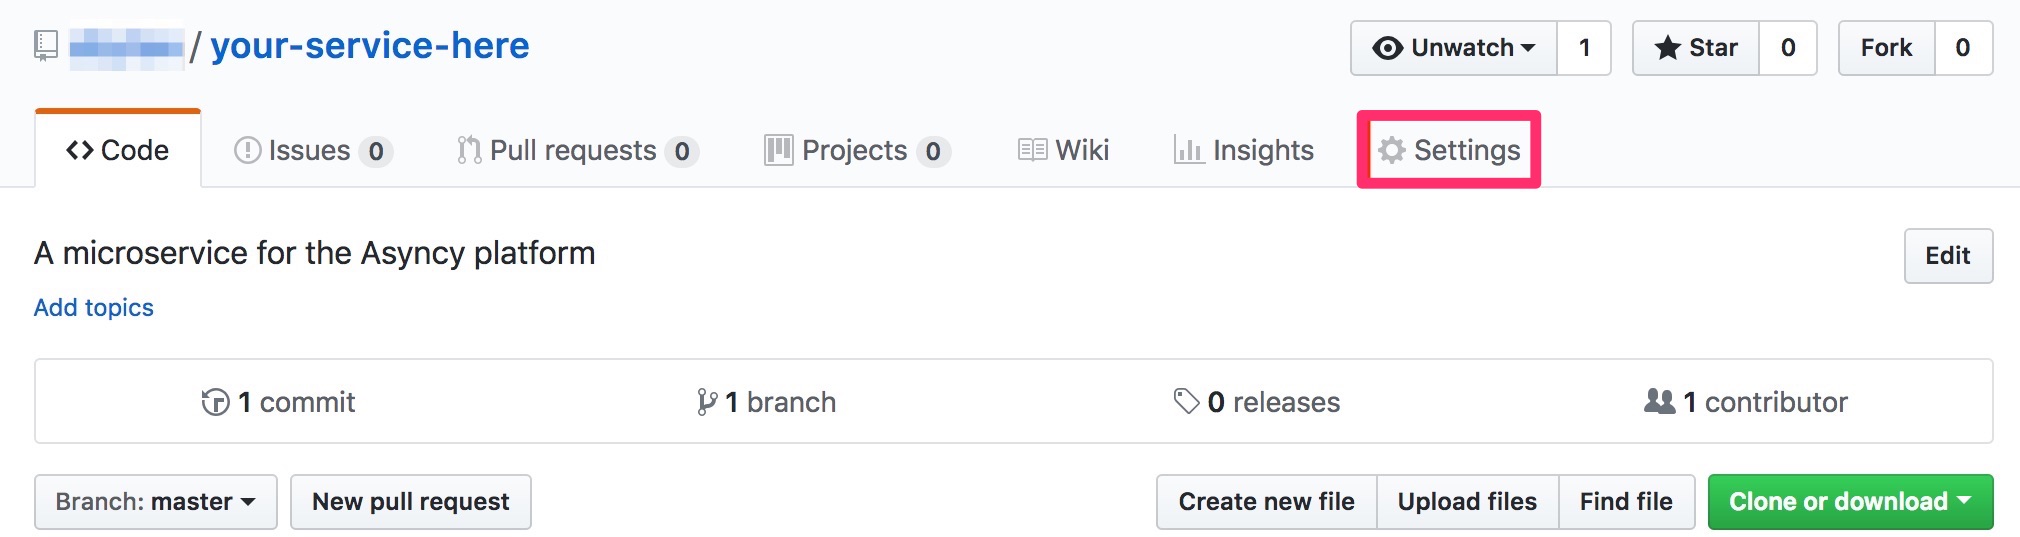 / your-service-here Unwatch 1 Star 0 Fork 0
Code Issues 0 Pull requests 0 Projects 0 Wiki Insights Settings
A microservice for the Asyncy platform Edit
Add topics
1 commit 1 branch 0 releases 1 contributor
Branch: master New pull request Create new file Upload files Find file Clone or download